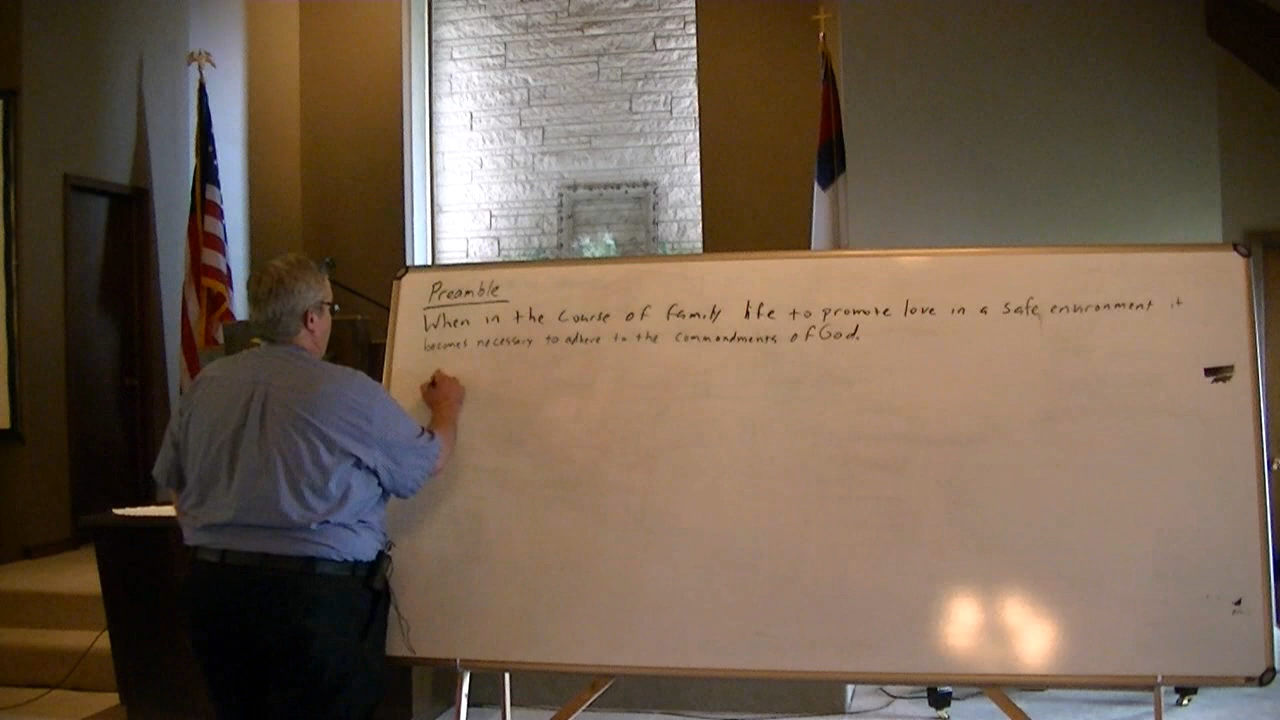 Preamble
When in the Course of family life to promote love in a safe environment it
becomes necessary to adhere to the commandments of God.